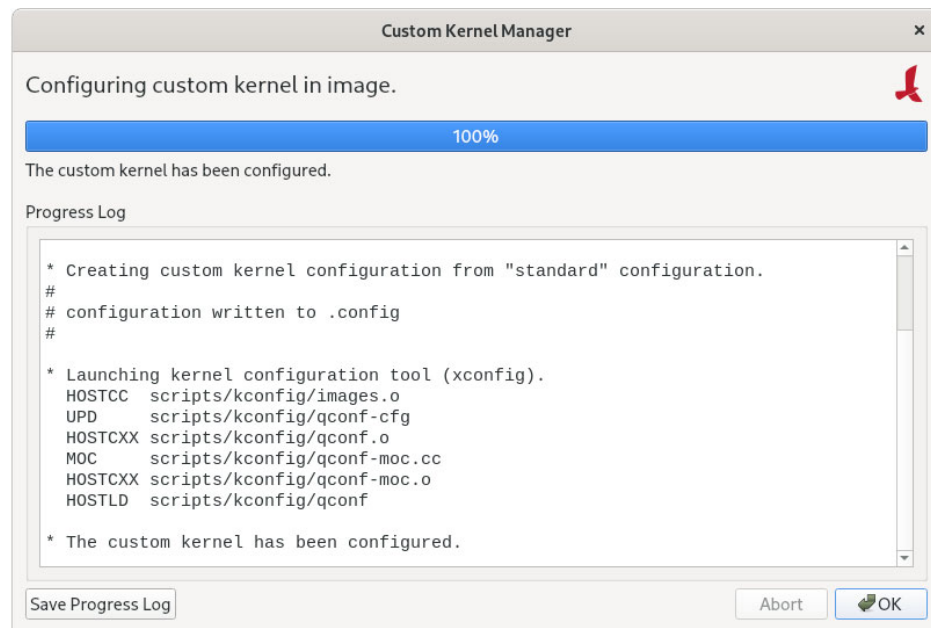 Custom Kernel Manager
Configuring custom kernel in image.
100%
The custom kernel has been configured.
Progress Log
* Creating custom kernel configuration from "standard" configuration.
#
# configuration written to .config
#
* Launching kernel configuration tool (xconfig).
HOSTCC  scripts/kconfig/images.o
UPD     scripts/kconfig/qconf-cfg
HOSTCXX scripts/kconfig/qconf.o
MOC     scripts/kconfig/qconf-moc.cc
HOSTCXX scripts/kconfig/qconf-moc.o
HOSTLD  scripts/kconfig/qconf
* The custom kernel has been configured.
Save Progress Log
Abort
OK